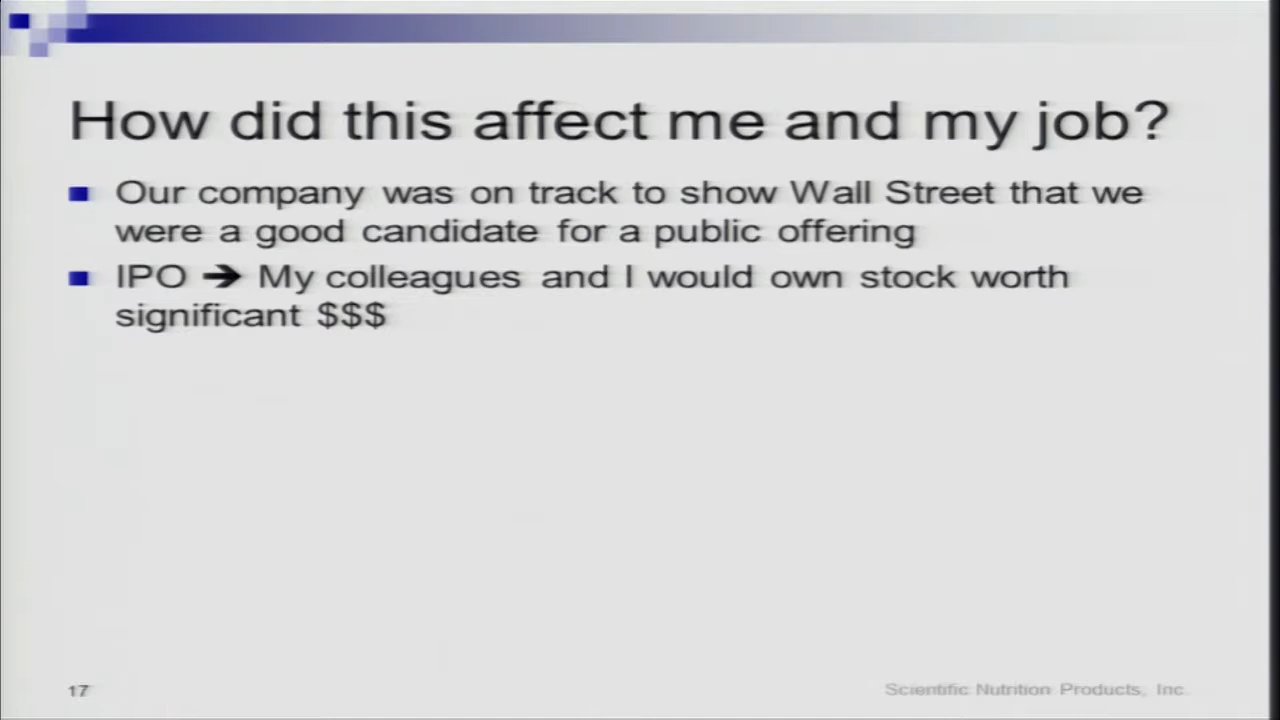 How did this affect me and my job?
Our company was on track to show Wall Street that we
were a good candidate for a public offering
IPO ➔ My colleagues and I would own stock worth
significant $$$
17
Scientific Nutrition Products, Inc.